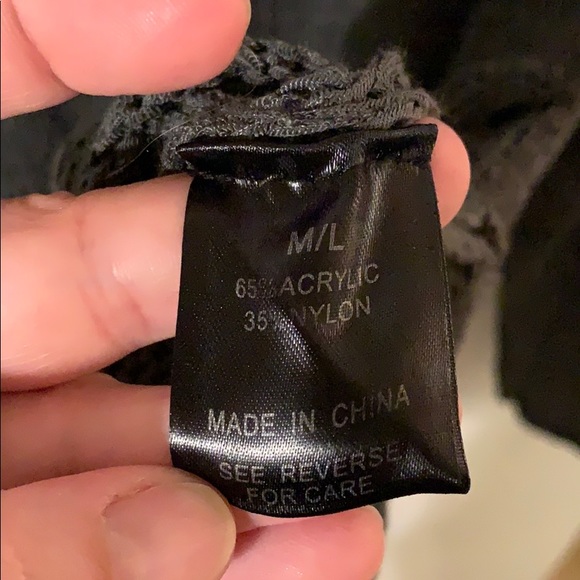 M/L
65% ACRYLIC
35% NYLON
MADE IN CHINA
SEE REVERSE
FOR CARE